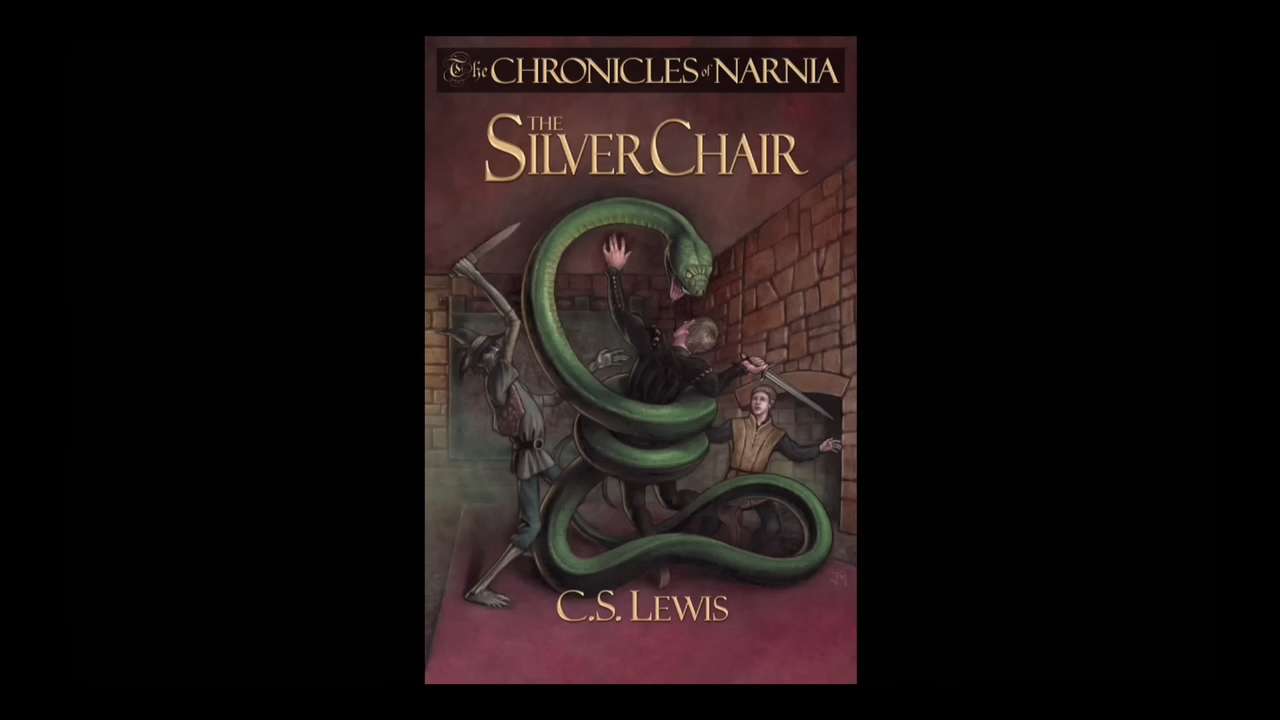 The CHRONICLES of NARNIA
THE
SILVER CHAIR
C.S. LEWIS